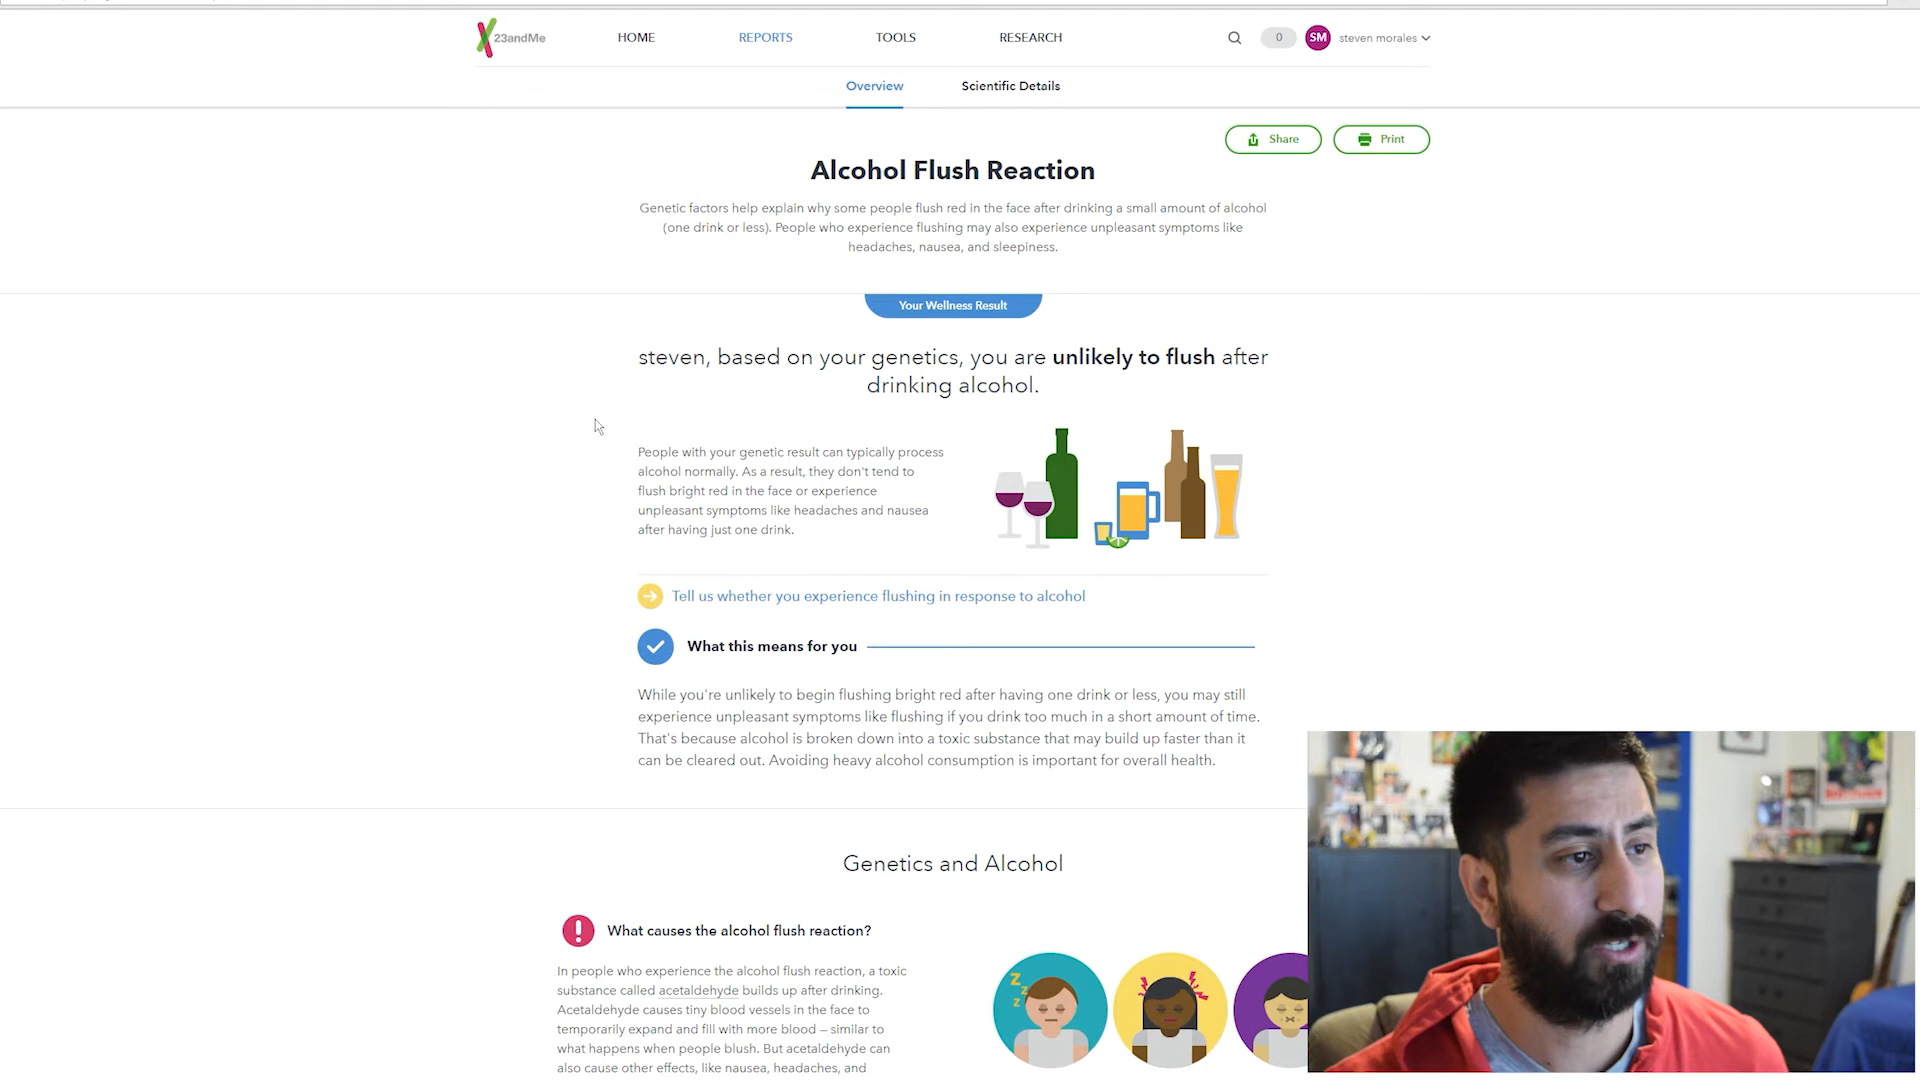 23andMe
HOME
REPORTS
TOOLS
RESEARCH
0
SM
steven morales
Overview
Scientific Details
Share
Print
Alcohol Flush Reaction
Genetic factors help explain why some people flush red in the face after drinking a small amount of alcohol
(one drink or less). People who experience flushing may also experience unpleasant symptoms like
headaches, nausea, and sleepiness.
Your Wellness Result
steven, based on your genetics, you are unlikely to flush after
drinking alcohol.
People with your genetic result can typically process
alcohol normally. As a result, they don't tend to
flush bright red in the face or experience
unpleasant symptoms like headaches and nausea
after having just one drink.
Tell us whether you experience flushing in response to alcohol
What this means for you
While you're unlikely to begin flushing bright red after having one drink or less, you may still
experience unpleasant symptoms like flushing if you drink too much in a short amount of time.
That's because alcohol is broken down into a toxic substance that may build up faster than it
can be cleared out. Avoiding heavy alcohol consumption is important for overall health.
Genetics and Alcohol
What causes the alcohol flush reaction?
In people who experience the alcohol flush reaction, a toxic
substance called acetaldehyde builds up after drinking.
Acetaldehyde causes tiny blood vessels in the face to
temporarily expand and fill with more blood – similar to
what happens when people blush. But acetaldehyde can
also cause other effects, like nausea, headaches, and
Z
Z
Z